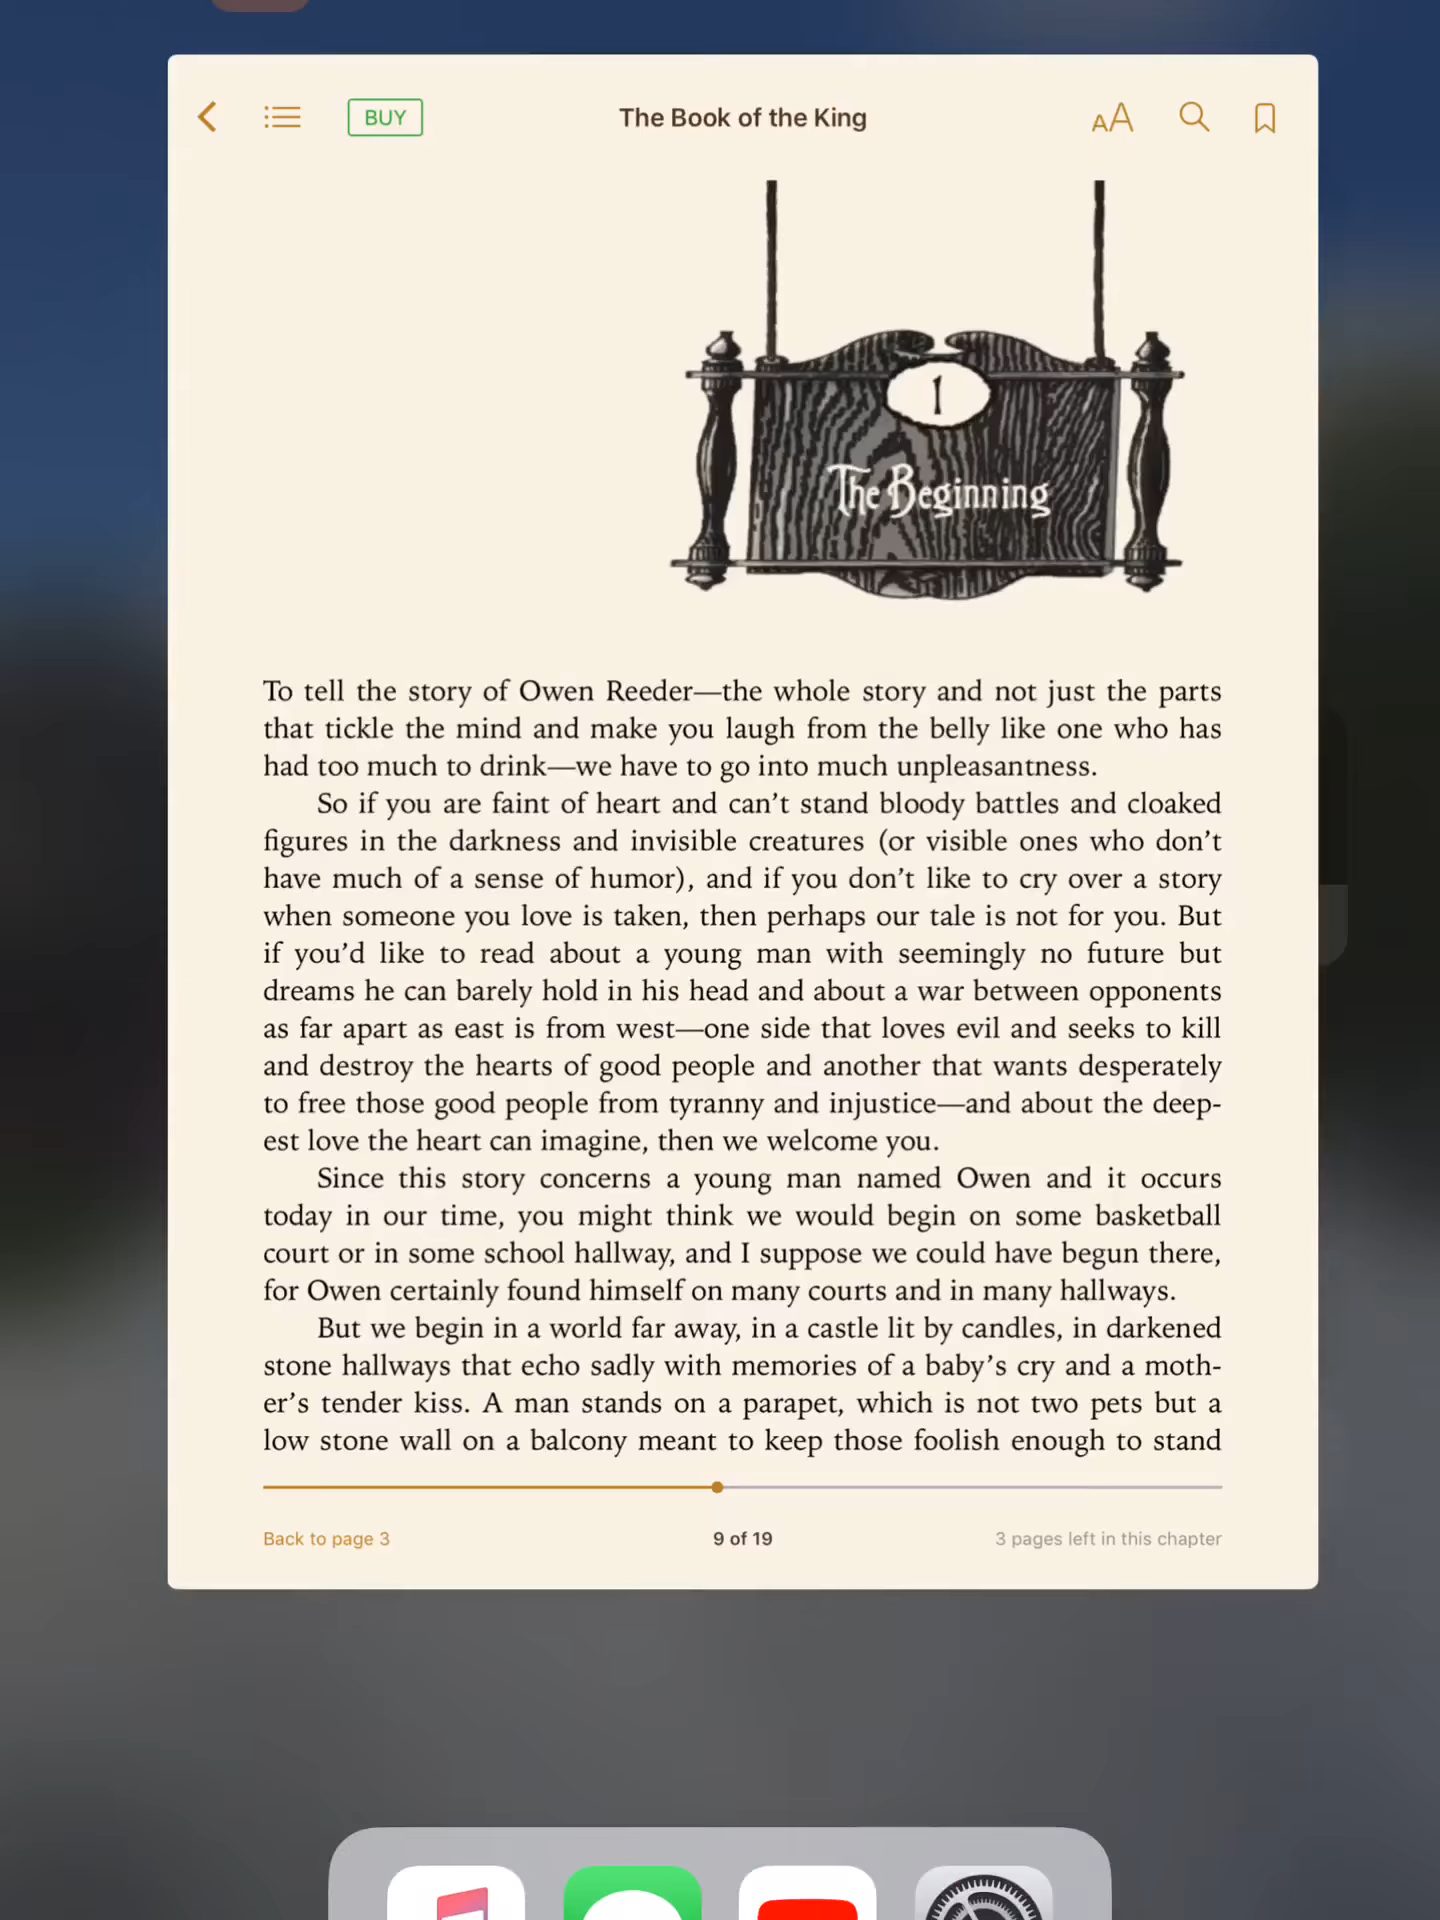 BUY
The Book of the King
AA
1
The Beginning
To tell the story of Owen Reeder—the whole story and not just the parts
that tickle the mind and make you laugh from the belly like one who has
had too much to drink—we have to go into much unpleasantness.
So if you are faint of heart and can’t stand bloody battles and cloaked
figures in the darkness and invisible creatures (or visible ones who don’t
have much of a sense of humor), and if you don’t like to cry over a story
when someone you love is taken, then perhaps our tale is not for you. But
if you’d like to read about a young man with seemingly no future but
dreams he can barely hold in his head and about a war between opponents
as far apart as east is from west—one side that loves evil and seeks to kill
and destroy the hearts of good people and another that wants desperately
to free those good people from tyranny and injustice—and about the deep-
est love the heart can imagine, then we welcome you.
Since this story concerns a young man named Owen and it occurs
today in our time, you might think we would begin on some basketball
court or in some school hallway, and I suppose we could have begun there,
for Owen certainly found himself on many courts and in many hallways.
But we begin in a world far away, in a castle lit by candles, in darkened
stone hallways that echo sadly with memories of a baby’s cry and a moth-
er’s tender kiss. A man stands on a parapet, which is not two pets but a
low stone wall on a balcony meant to keep those foolish enough to stand
Back to page 3
9 of 19
3 pages left in this chapter